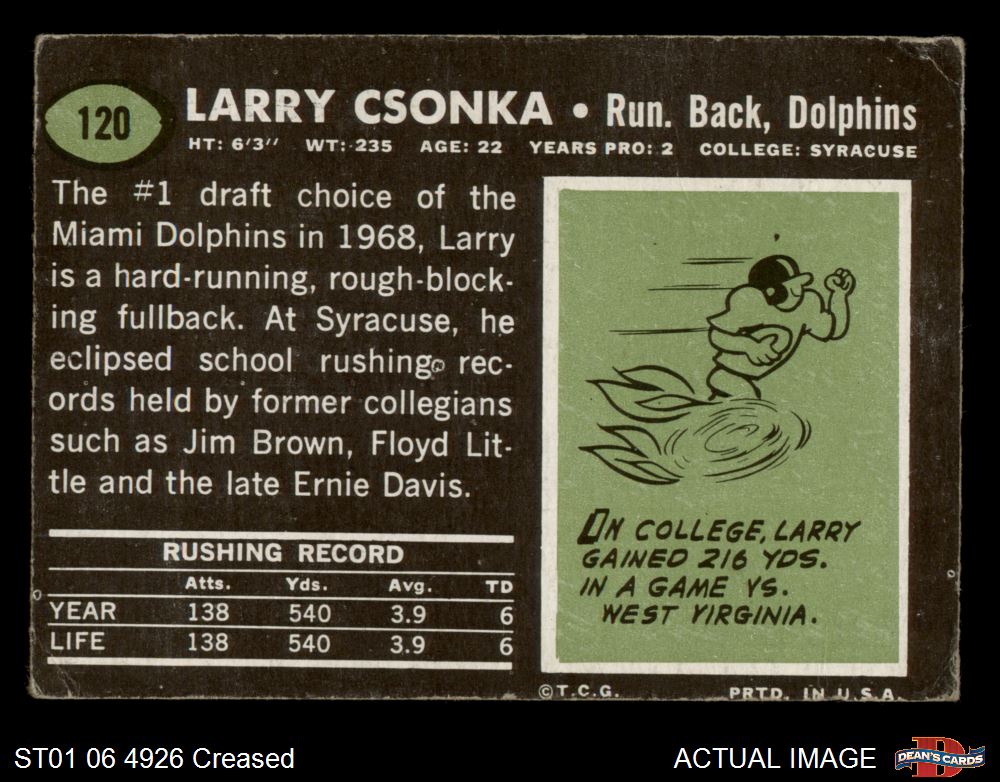 120
LARRY CSONKA • Run. Back, Dolphins
HT: 6'3" WT: 235 AGE: 22 YEARS PRO: 2 COLLEGE: SYRACUSE
The #1 draft choice of the
Miami Dolphins in 1968, Larry
is a hard-running, rough-block-
ing fullback. At Syracuse, he
eclipsed school rushing rec-
ords held by former collegians
such as Jim Brown, Floyd Lit-
tle and the late Ernie Davis.
RUSHING RECORD
Atts. Yds. Avg. TD
YEAR 138 540 3.9 6
LIFE 138 540 3.9 6
IN COLLEGE, LARRY
GAINED 216 YDS.
IN A GAME VS.
WEST VIRGINIA.
©T.C.G. PRTD. IN U.S.A.
ST01 06 4926 Creased
ACTUAL IMAGE
D
DEAN'S CARDS